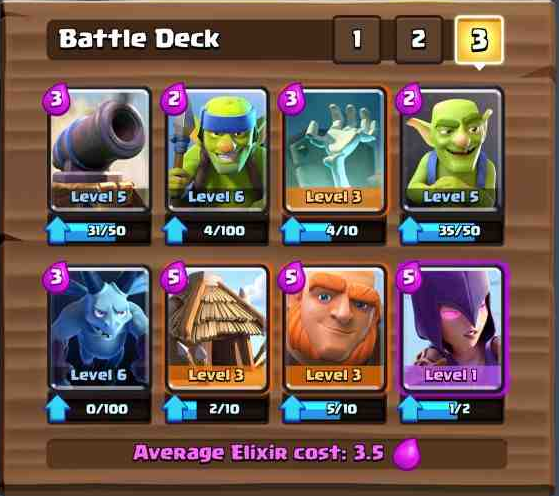 Battle Deck 1 2 3
3 2 3 2
Level 5 Level 6 Level 3 Level 5
31/50 4/100 4/10 35/50
3 5 5 5
Level 6 Level 3 Level 3 Level 1
0/100 2/10 5/10 1/2
Average Elixir cost: 3.5